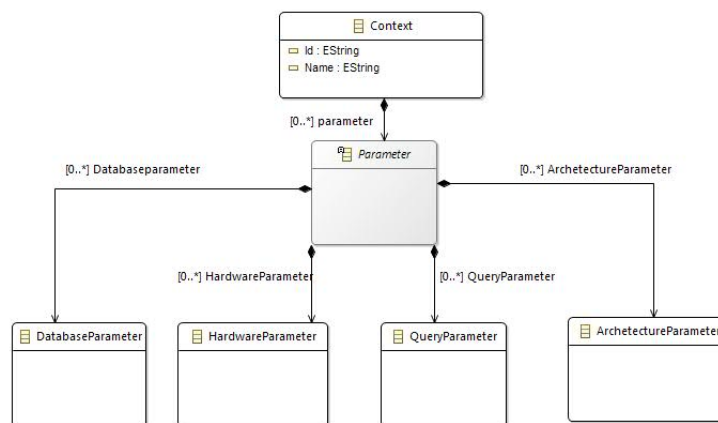 Context
Id : EString
Name : EString
[0..*] parameter
Parameter
[0..*] Databaseparameter
[0..*] ArchetectureParameter
[0..*] HardwareParameter
[0..*] QueryParameter
DatabaseParameter
HardwareParameter
QueryParameter
ArchetectureParameter